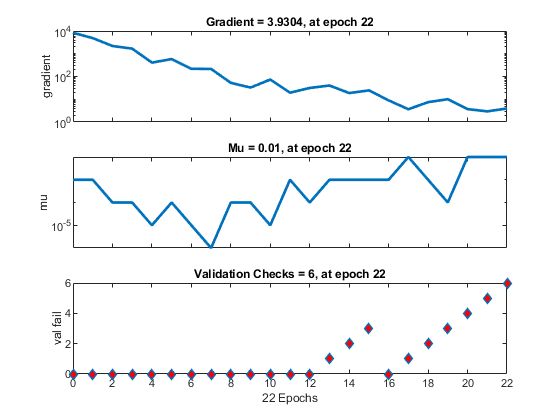 Gradient = 3.9304, at epoch 22
10^4
10^2
10^0
gradient
Mu = 0.01, at epoch 22
10^-5
mu
Validation Checks = 6, at epoch 22
6
4
2
0
val fail
0 2 4 6 8 10 12 14 16 18 20 22
22 Epochs